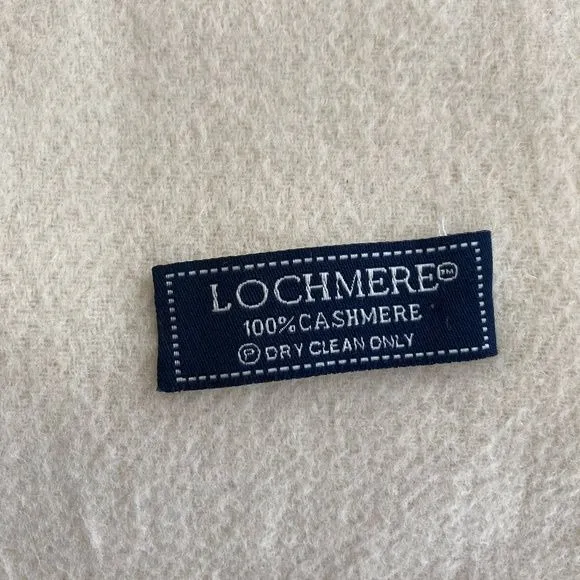 LOCHMERE™
100% CASHMERE
Ⓟ DRY CLEAN ONLY